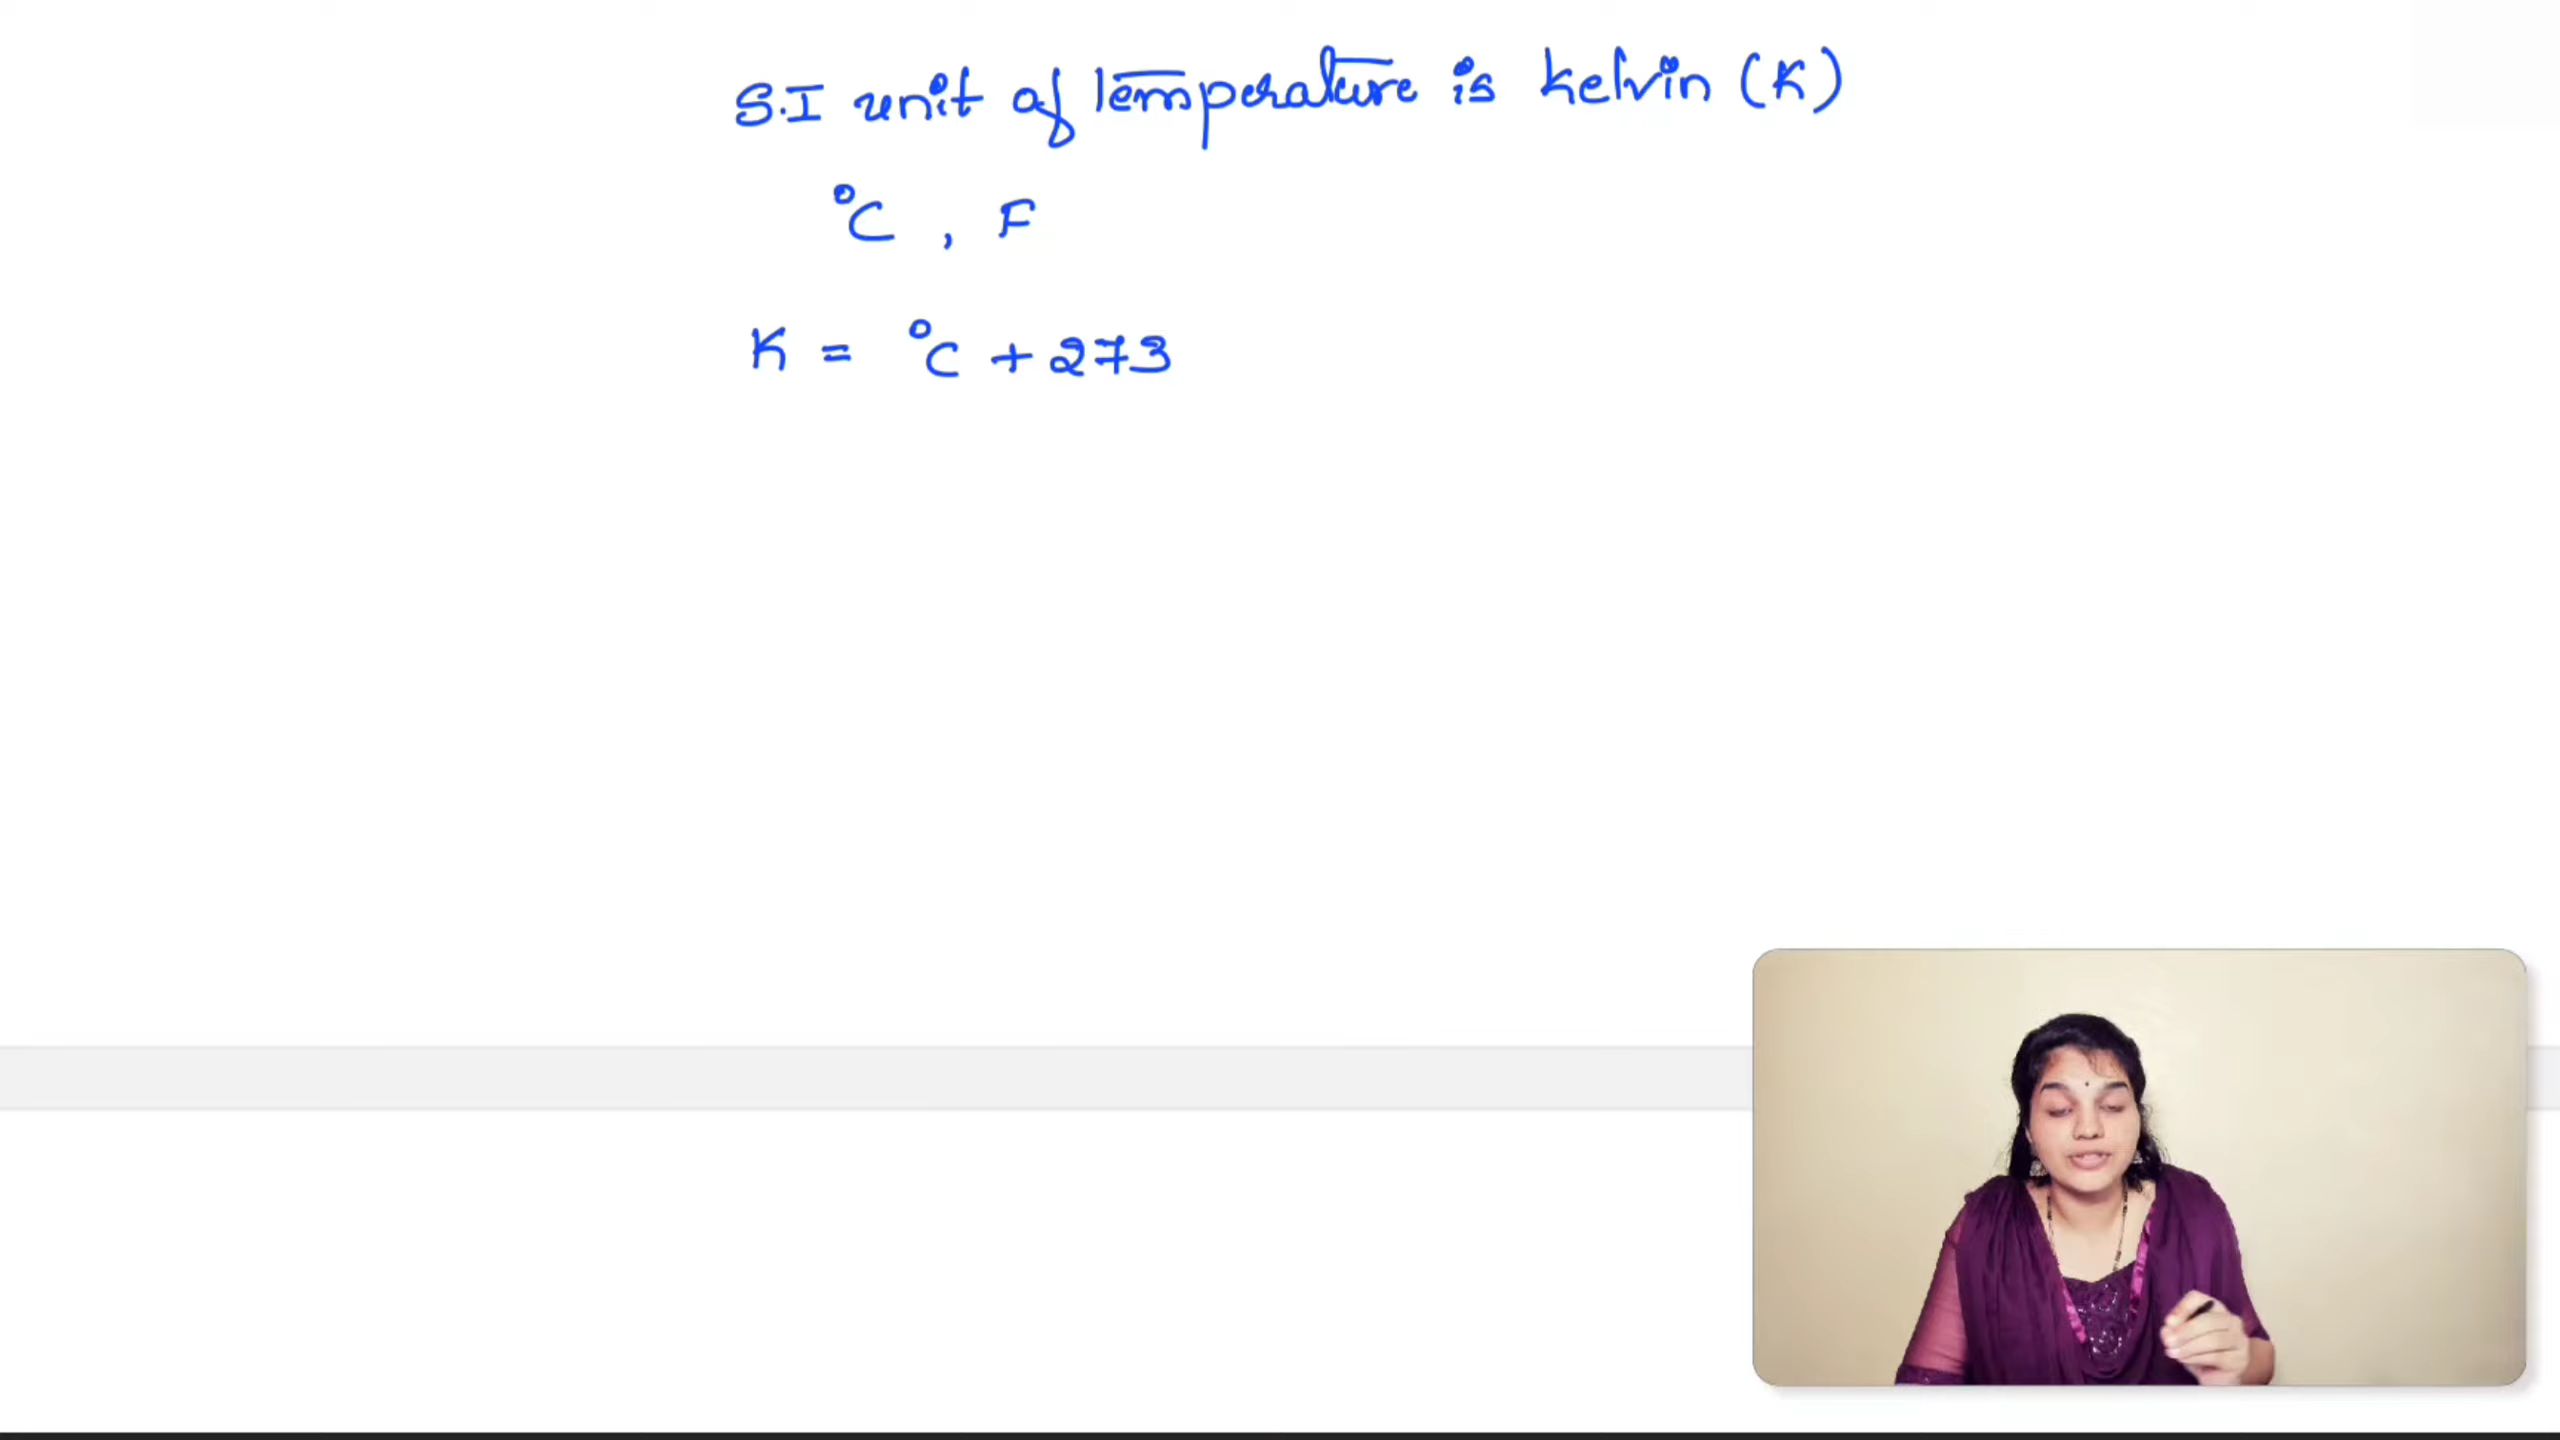 S.I unit of Temperature is kelvin (K)
°C , F
K = °C + 273